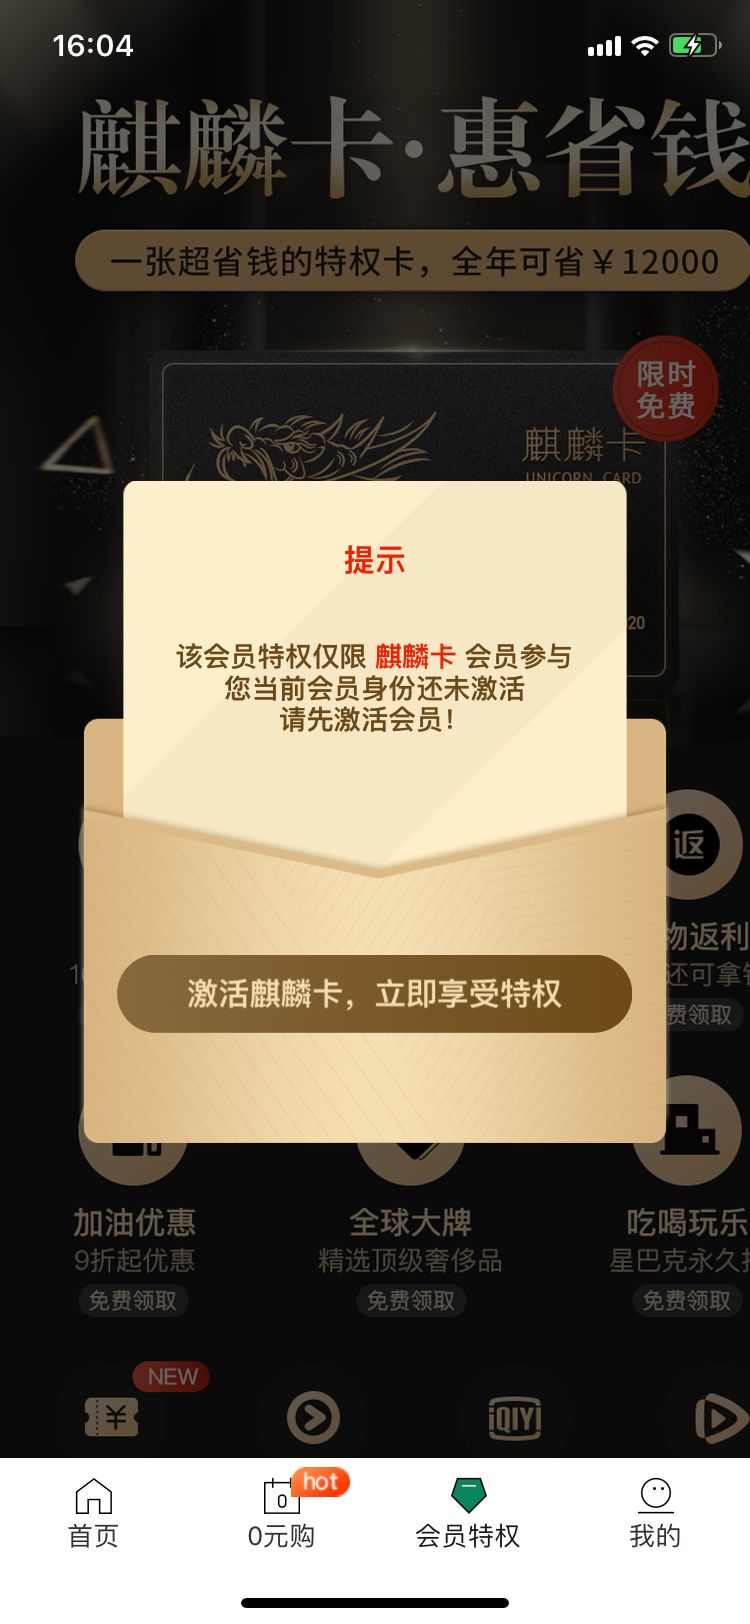 16:04
麒麟卡·惠省钱
一张超省钱的特权卡，全年可省￥12000
限时
免费
麒麟卡
UNICORN CARD
提示
20
该会员特权仅限 麒麟卡 会员参与
您当前会员身份还未激活
请先激活会员！
返
物返利
还可拿
费领取
激活麒麟卡，立即享受特权
加油优惠
全球大牌
吃喝玩乐
9折起优惠
精选顶级奢侈品
星巴克永久
免费领取
免费领取
免费领取
NEW
¥
iQIYI
hot
0
首页
0元购
会员特权
我的